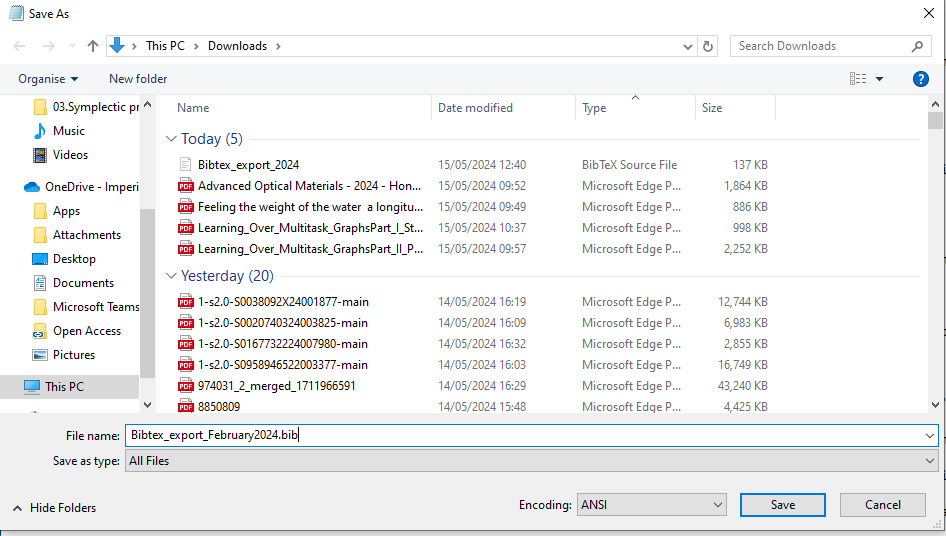 Save As
This PC > Downloads >
Search Downloads
Organise
New folder
?
03.Symplectic pr
Music
Videos
OneDrive - Imperi
Apps
Attachments
Desktop
Documents
Microsoft Teams
Open Access
Pictures
This PC
Name Date modified Type Size
Today (5)
Bibtex_export_2024 15/05/2024 12:40 BibTeX Source File 137 KB
PDF Advanced Optical Materials - 2024 - Hon... 15/05/2024 09:52 Microsoft Edge P... 1,864 KB
PDF Feeling the weight of the water a longitu... 15/05/2024 09:49 Microsoft Edge P... 886 KB
PDF Learning_Over_Multitask_GraphsPart_I_St... 15/05/2024 10:37 Microsoft Edge P... 998 KB
PDF Learning_Over_Multitask_GraphsPart_II_P... 15/05/2024 09:57 Microsoft Edge P... 2,252 KB
Yesterday (20)
PDF 1-s2.0-S0038092X24001877-main 14/05/2024 16:19 Microsoft Edge P... 12,744 KB
PDF 1-s2.0-S0020740324003825-main 14/05/2024 16:09 Microsoft Edge P... 6,983 KB
PDF 1-s2.0-S0167732224007980-main 14/05/2024 16:32 Microsoft Edge P... 2,855 KB
PDF 1-s2.0-S0958946522003377-main 14/05/2024 16:03 Microsoft Edge P... 16,749 KB
PDF 974031_2_merged_1711966591 14/05/2024 16:29 Microsoft Edge P... 43,240 KB
PDF 8850809 14/05/2024 15:48 Microsoft Edge P... 4,425 KB
File name: Bibtex_export_February2024.bib
Save as type: All Files
Hide Folders
Encoding: ANSI
Save
Cancel